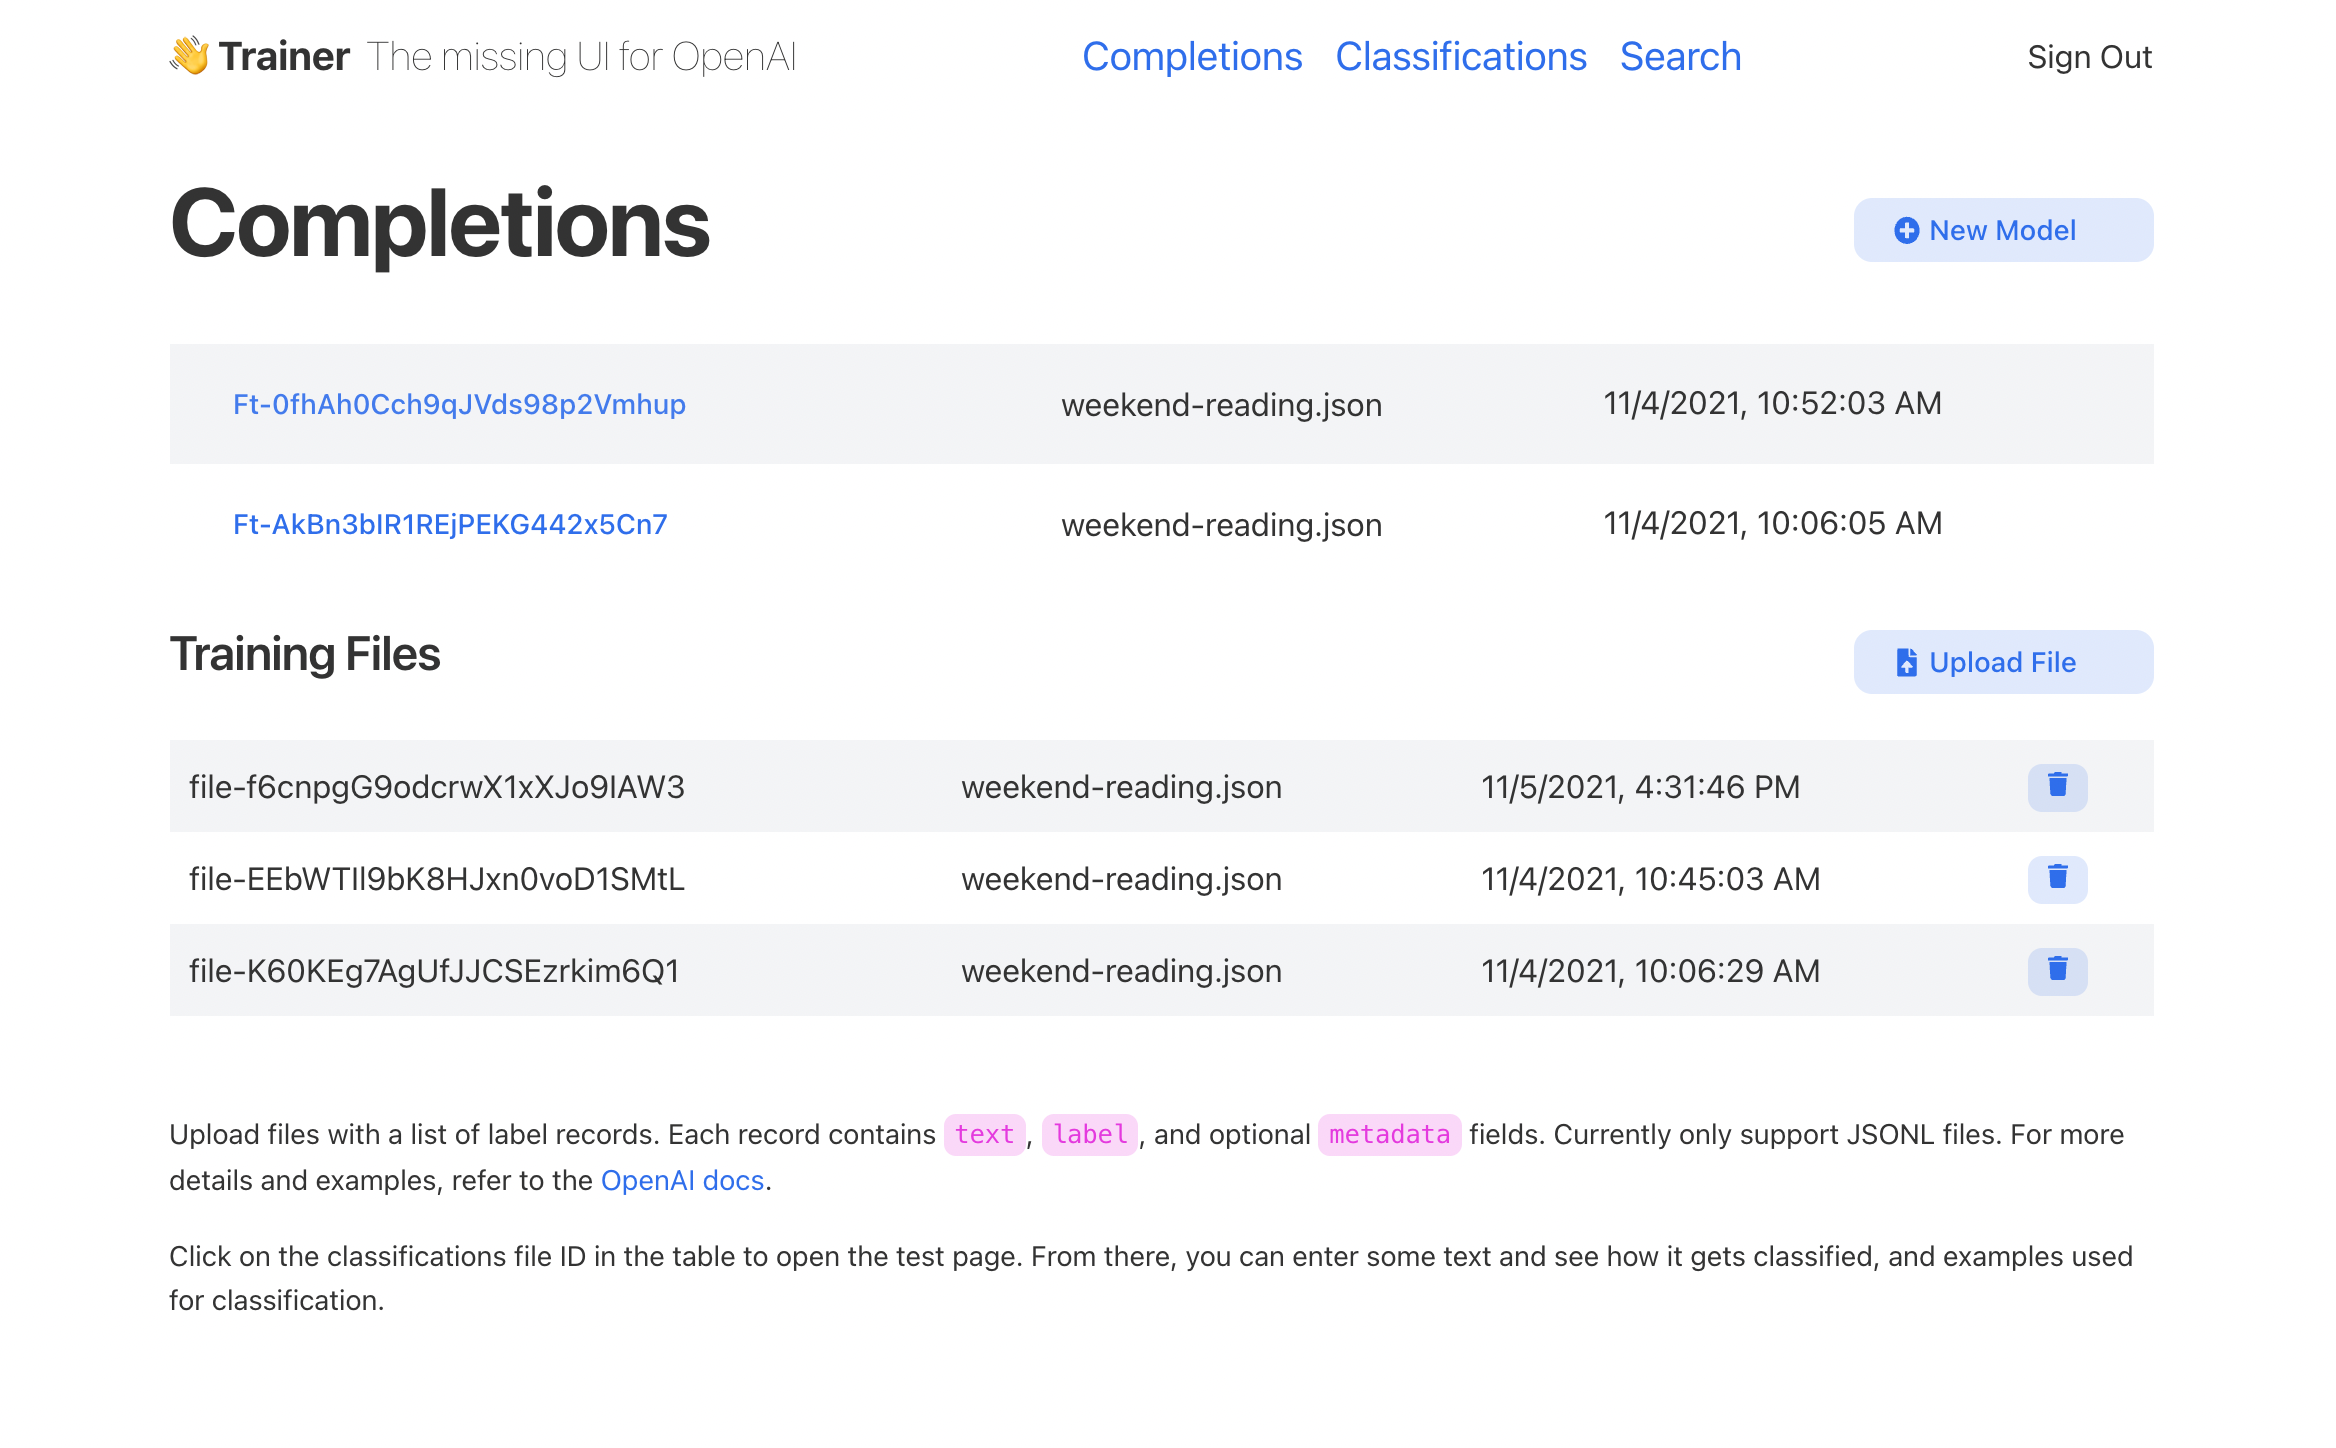 👋 Trainer The missing UI for OpenAI Completions Classifications Search Sign Out
Completions
New Model
Ft-0fhAh0Cch9qJVds98p2Vmhup weekend-reading.json 11/4/2021, 10:52:03 AM
Ft-AkBn3bIR1REjPEKG442x5Cn7 weekend-reading.json 11/4/2021, 10:06:05 AM
Training Files
Upload File
file-f6cnpgG9odcrwX1xXJo9IAW3 weekend-reading.json 11/5/2021, 4:31:46 PM
file-EEbWTIl9bK8HJxn0voD1SMtL weekend-reading.json 11/4/2021, 10:45:03 AM
file-K60KEg7AgUfJJCSEzrkim6Q1 weekend-reading.json 11/4/2021, 10:06:29 AM
Upload files with a list of label records. Each record contains text, label, and optional metadata fields. Currently only support JSONL files. For more
details and examples, refer to the OpenAI docs.
Click on the classifications file ID in the table to open the test page. From there, you can enter some text and see how it gets classified, and examples used
for classification.